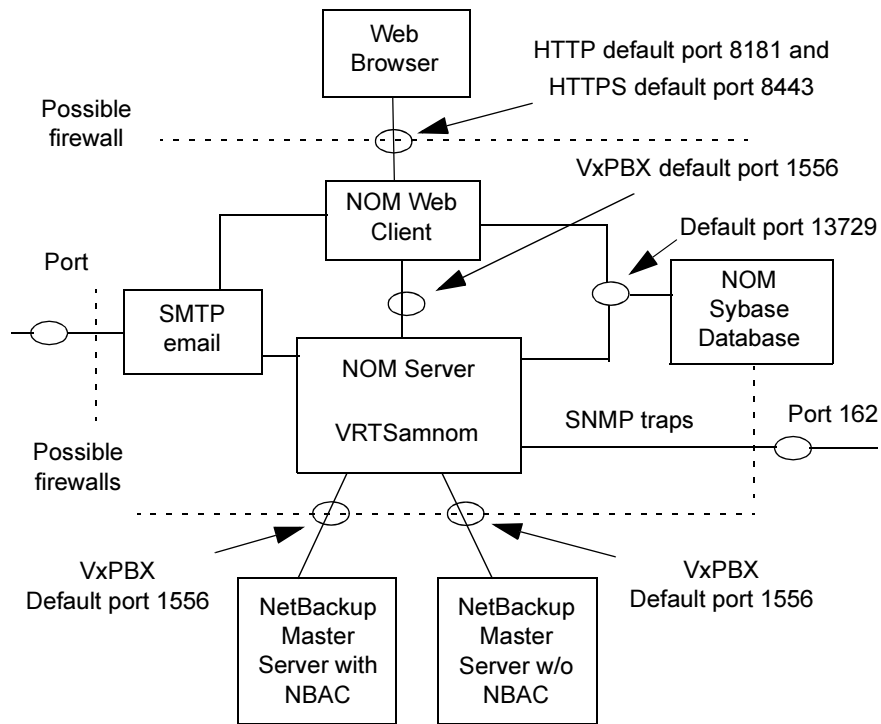 Web
Browser
HTTP default port 8181 and
HTTPS default port 8443
Possible
firewall
VxPBX default port 1556
NOM Web
Client
Default port 13729
Port
SMTP
email
NOM
Sybase
Database
NOM Server
VRTSamnom
SNMP traps
Port 162
Possible
firewalls
VxPBX
Default port 1556
VxPBX
Default port 1556
NetBackup
Master
Server with
NBAC
NetBackup
Master
Server w/o
NBAC